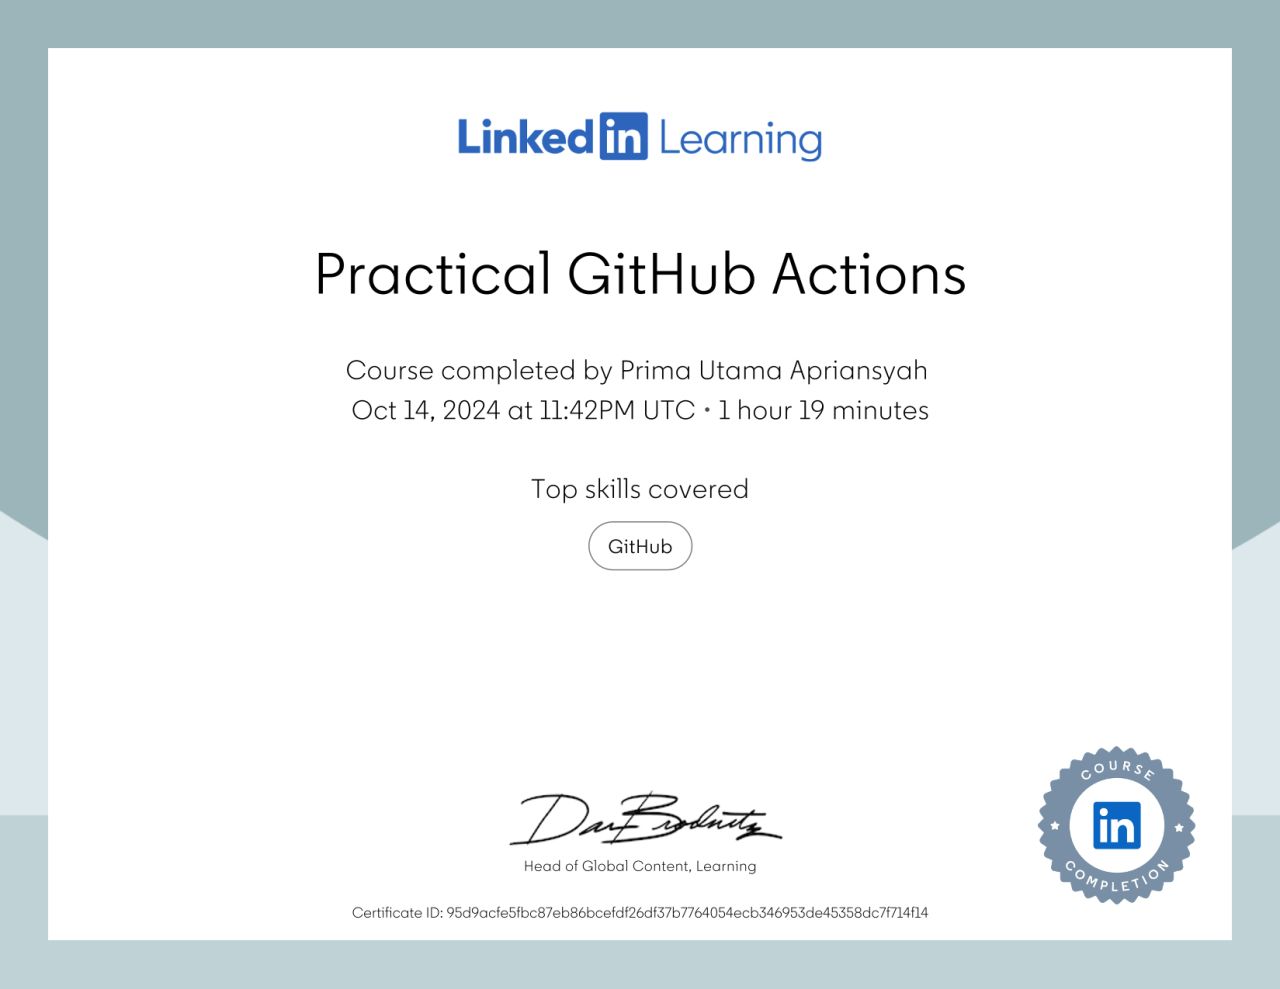 LinkedIn Learning
Practical GitHub Actions
Course completed by Prima Utama Apriansyah
Oct 14, 2024 at 11:42PM UTC • 1 hour 19 minutes
Top skills covered
GitHub
Dan Brodnitz
Head of Global Content, Learning
Certificate ID: 95d9acfe5fbc87eb86bcefdf26df37b7764054ecb346953de45358dc7f714f14
COURSE
in
COMPLETION